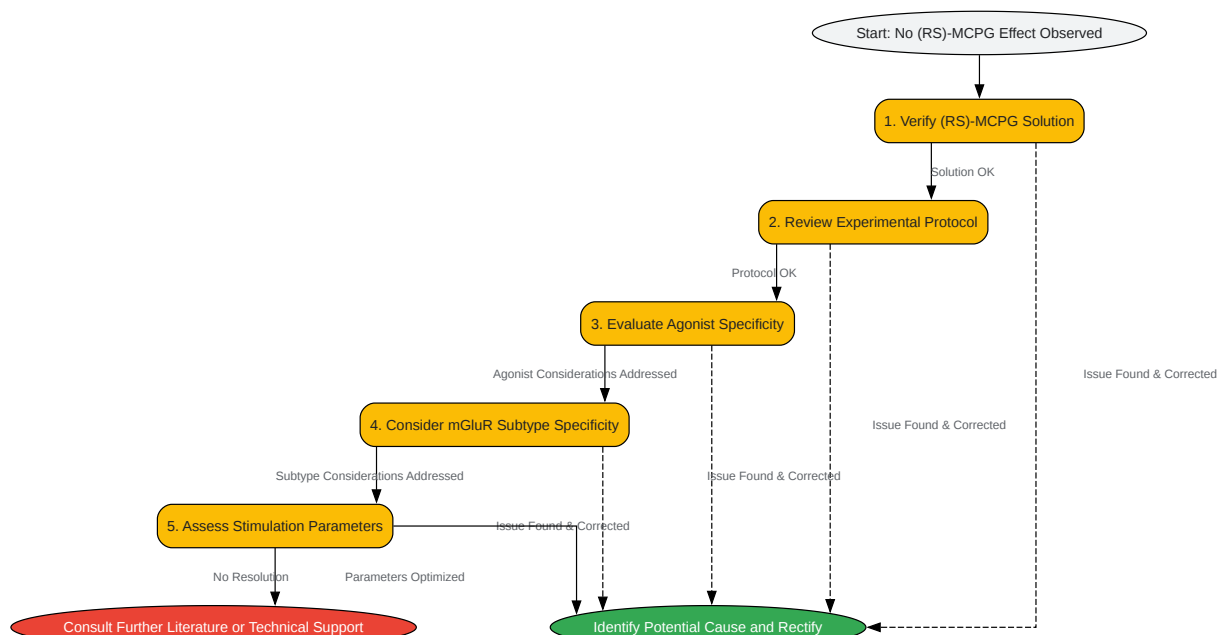 Start: No (RS)-MCPG Effect Observed
1. Verify (RS)-MCPG Solution
Solution OK
2. Review Experimental Protocol
Protocol OK
3. Evaluate Agonist Specificity
Agonist Considerations Addressed
Issue Found & Corrected
4. Consider mGluR Subtype Specificity
Issue Found & Corrected
Subtype Considerations Addressed
Issue Found & Corrected
5. Assess Stimulation Parameters
Issue Found & Corrected
No Resolution
Parameters Optimized
Consult Further Literature or Technical Support
Identify Potential Cause and Rectify